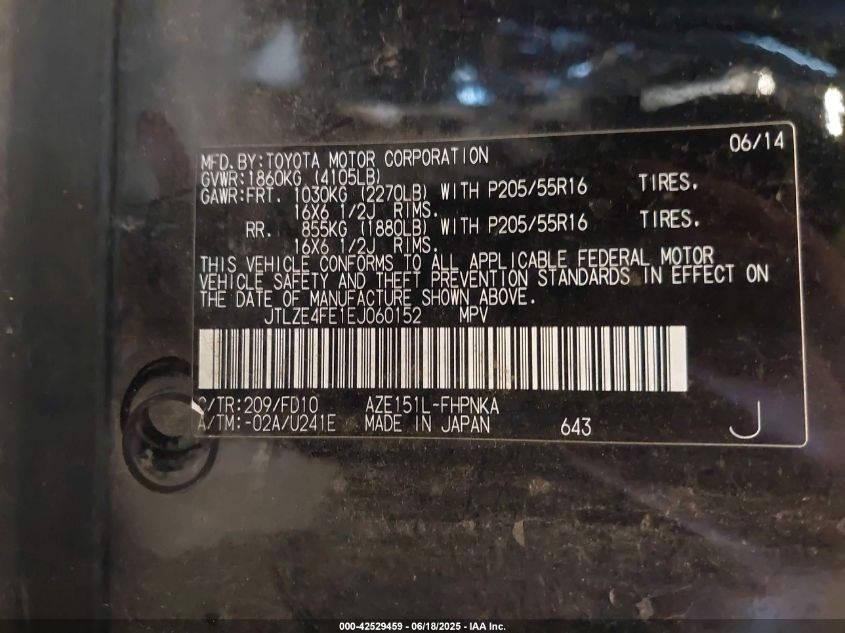 06/14
MFD.BY:TOYOTA MOTOR CORPORATION
GVWR:1860KG (4105LB)
GAWR:FRT. 1030KG (2270LB) WITH P205/55R16 TIRES.
16X6 1/2J RIMS.
RR. 855KG (1880LB) WITH P205/55R16 TIRES.
16X6 1/2J RIMS.
THIS VEHICLE CONFORMS TO ALL APPLICABLE FEDERAL MOTOR
VEHICLE SAFETY AND THEFT PREVENTION STANDARDS IN EFFECT ON
THE DATE OF MANUFACTURE SHOWN ABOVE.
JTLZE4FE1EJ060152 MPV
C/TR:209/FD10 AZE151L-FHPNKA
A/TM:-02A/U241E MADE IN JAPAN 643 J
000-42529459 - 06/18/2025 - IAA Inc.